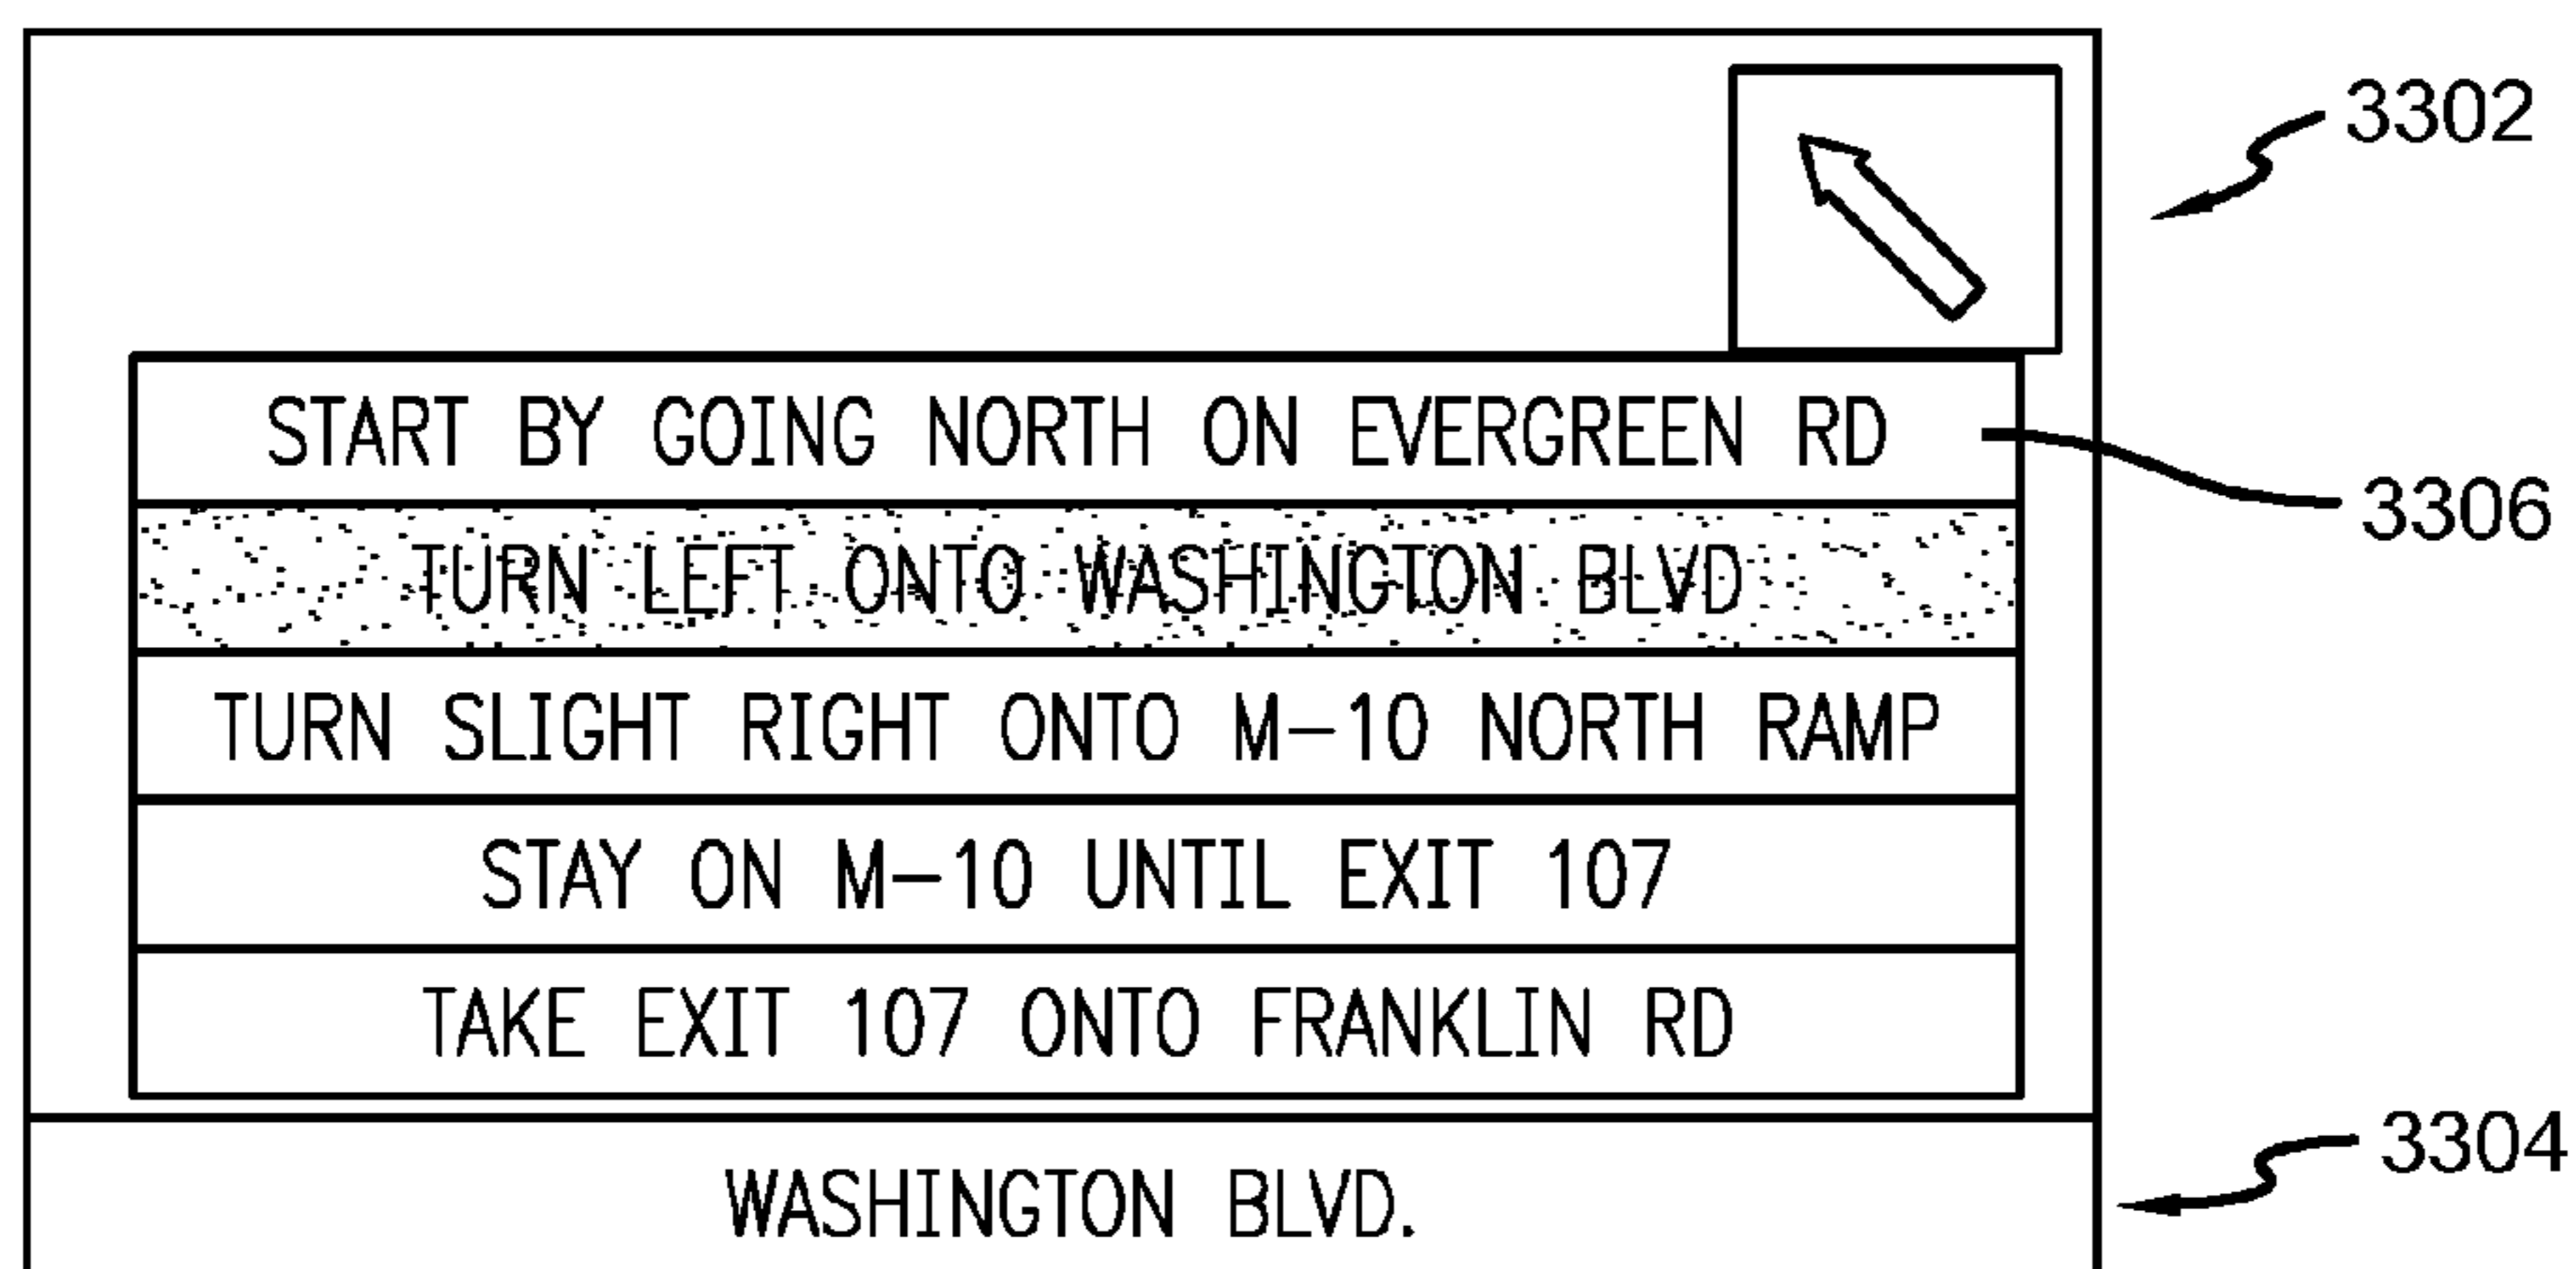 3302
START BY GOING NORTH ON EVERGREEN RD
3306
TURN LEFT ONTO WASHINGTON BLVD
TURN SLIGHT RIGHT ONTO M-10 NORTH RAMP
STAY ON M-10 UNTIL EXIT 107
TAKE EXIT 107 ONTO FRANKLIN RD
3304
WASHINGTON BLVD.